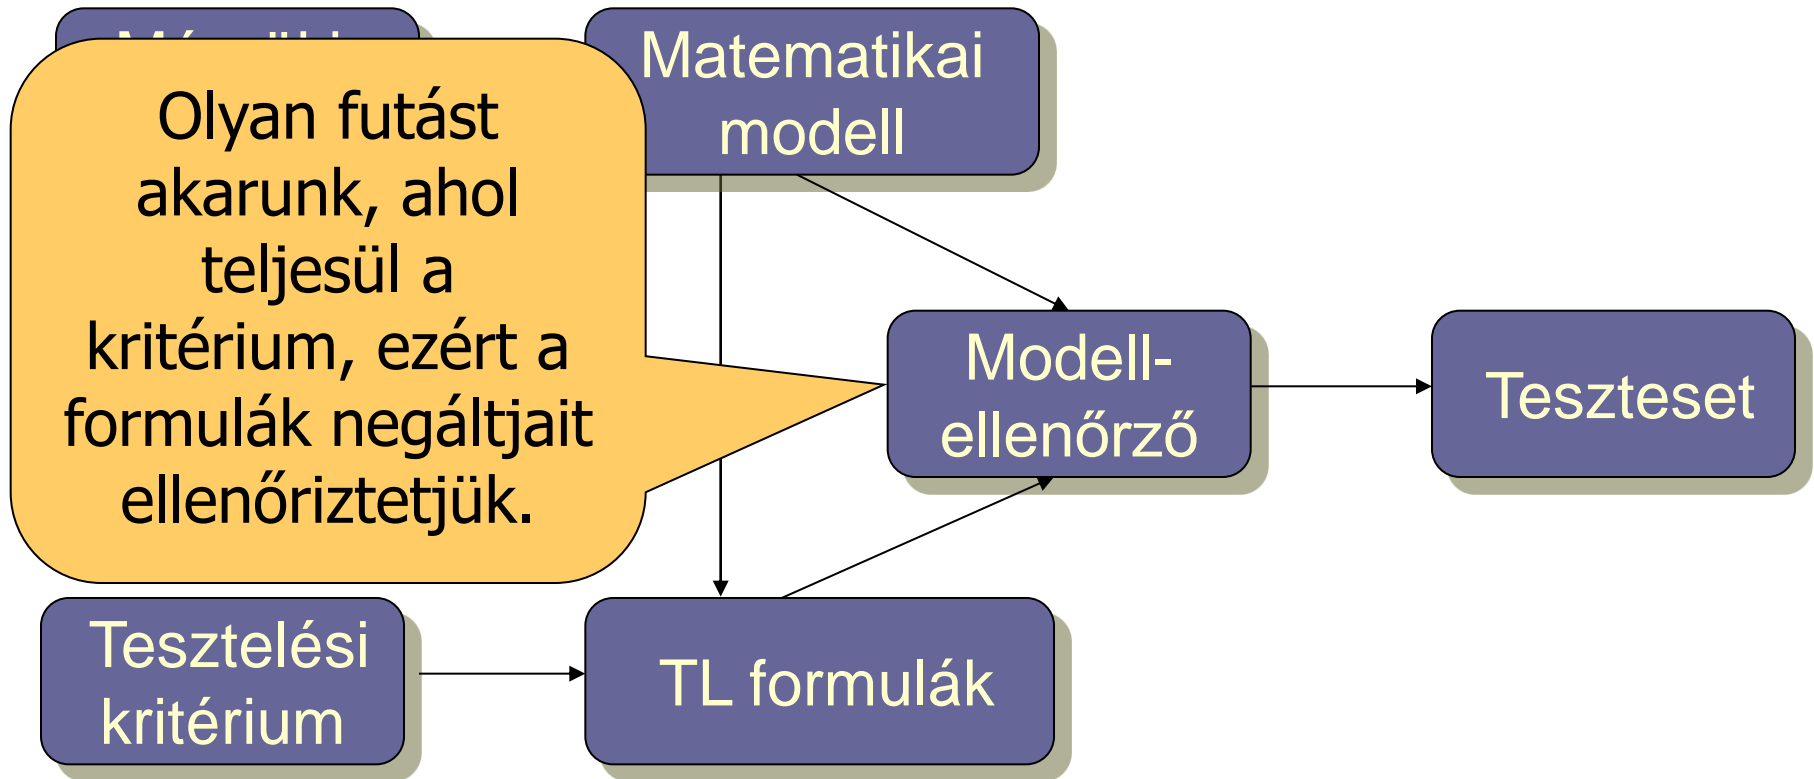 Matematikai
modell
Olyan futást
akarunk, ahol
teljesül a
kritérium, ezért a
formulák negáltjait
ellenőriztetjük.
Modell-
ellenőrző
Teszteset
Tesztelési
kritérium
TL formulák